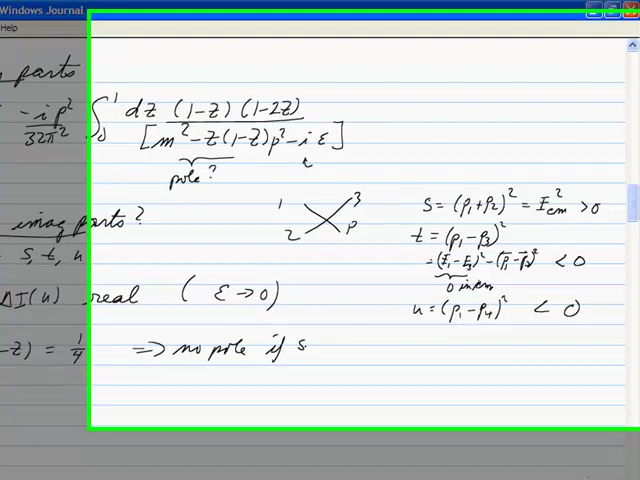 Windows Journal
Help
parts
-ip²/32π² ∫₀¹ dz (1-z)(1-2z) / [m² - z(1-z)p² - iε]
pole?
imag parts?
1 3
2 p
s = (p₁+p₂)² = E²cm > 0
s, t, u
t = (p₁-p₃)²
= (E₁-E₃)² - (p⃗₁-p⃗₃)² < 0
0 in cm
ΔI(u) real ( ε → 0)
u = (p₁-p₄)² < 0
-z) = 1/4 => no pole if s